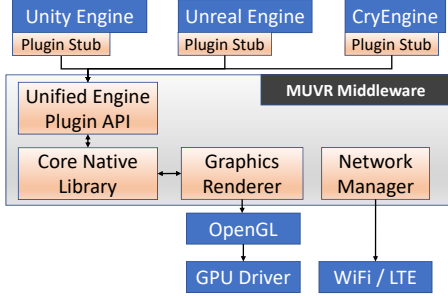 Unity Engine
Unreal Engine
CryEngine
Plugin Stub
Plugin Stub
Plugin Stub
MUVR Middleware
Unified Engine
Plugin API
Core Native
Library
Graphics
Renderer
Network
Manager
OpenGL
GPU Driver
WiFi / LTE